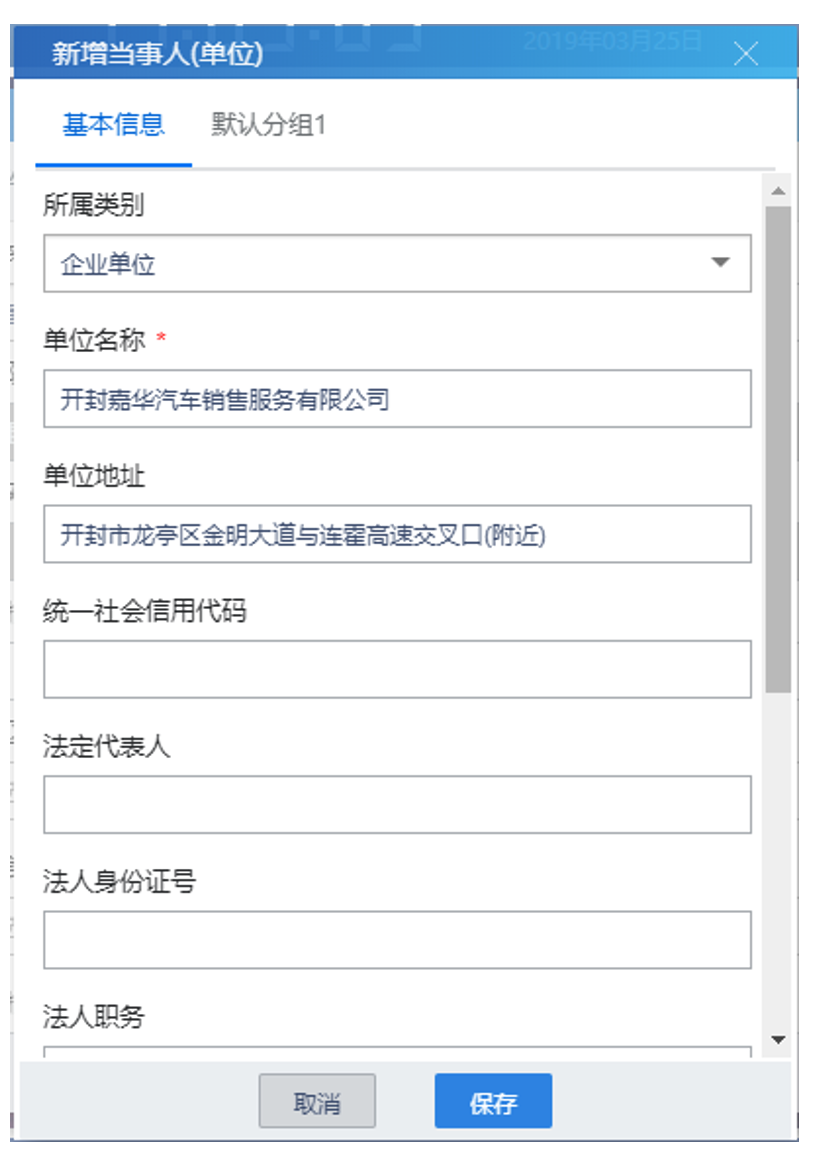 2019年03月25日
新增当事人(单位)
基本信息 默认分组1
所属类别
企业单位
单位名称 *
开封嘉华汽车销售服务有限公司
单位地址
开封市龙亭区金明大道与连霍高速交叉口(附近)
统一社会信用代码
法定代表人
法人身份证号
法人职务
取消 保存